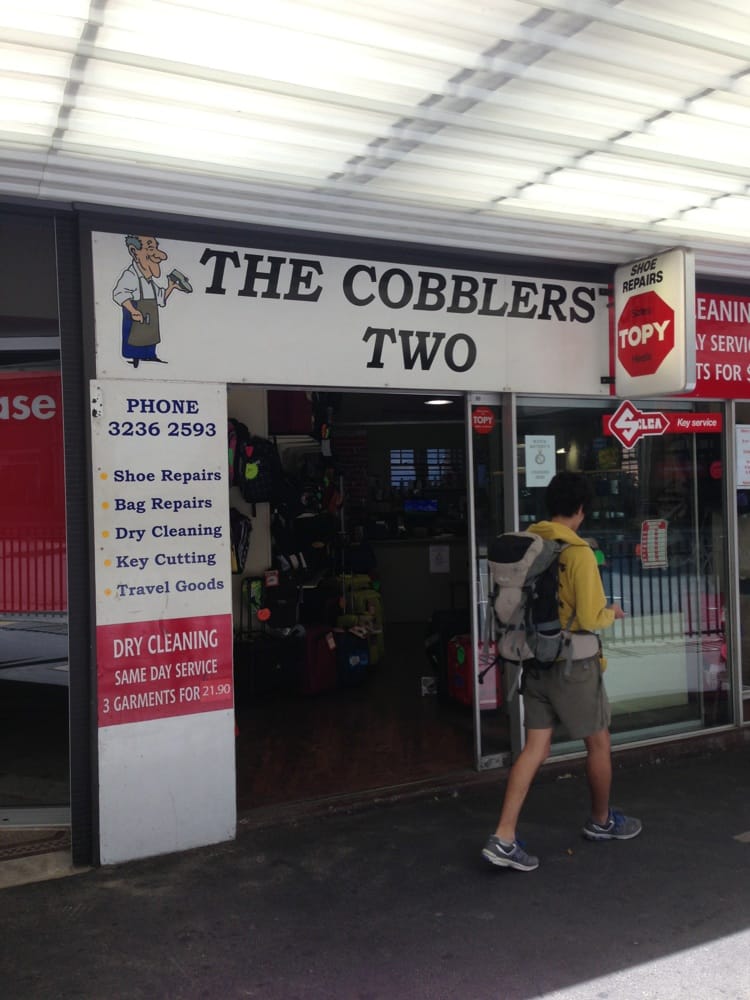 THE COBBLERS'
TWO
SHOE
REPAIRS
TOPY
EANIN
AY SERVIC
TS FOR $
ase
PHONE
3236 2593
Shoe Repairs
Bag Repairs
Dry Cleaning
Key Cutting
Travel Goods
DRY CLEANING
SAME DAY SERVICE
3 GARMENTS FOR 21.90
TOPY
SILCA
Key service